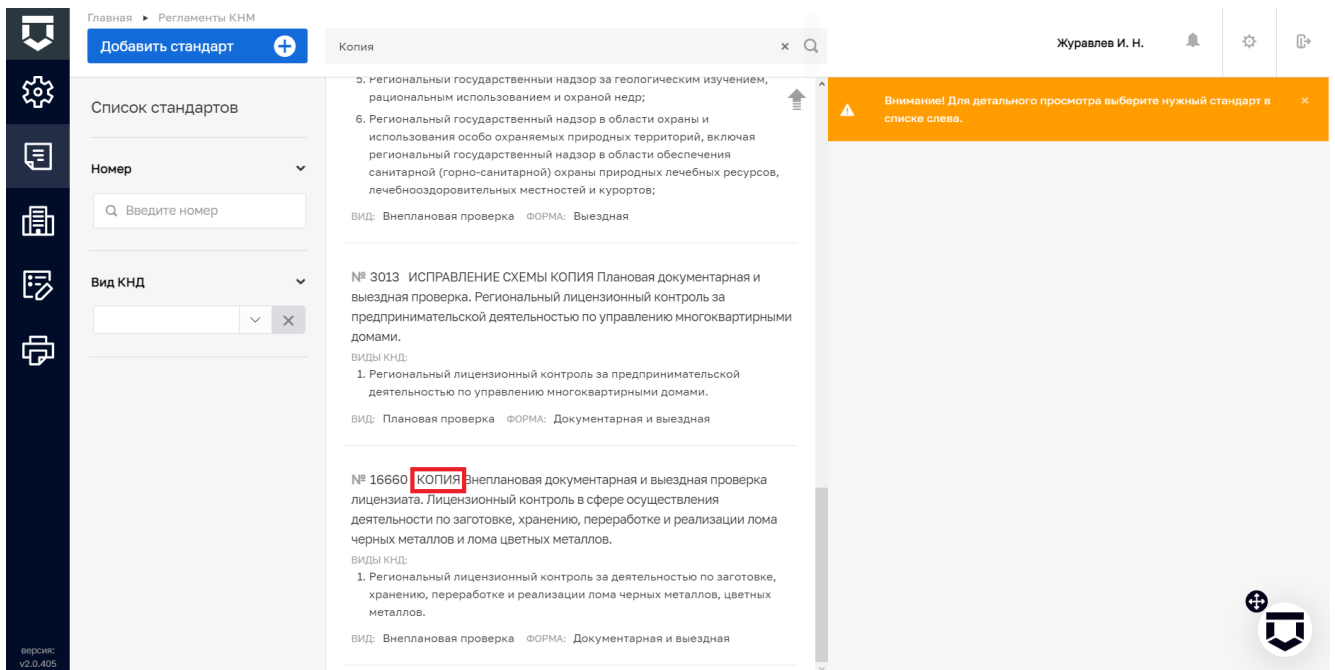 Главная ▸ Регламенты КНМ
Добавить стандарт
Копия
Журавлев И. Н.
Список стандартов
Номер
Введите номер
Вид КНД
5. Региональный государственный надзор за геологическим изучением,
рациональным использованием и охраной недр;
6. Региональный государственный надзор в области охраны и
использования особо охраняемых природных территорий, включая
региональный государственный надзор в области обеспечения
санитарной (горно-санитарной) охраны природных лечебных ресурсов,
лечебнооздоровительных местностей и курортов;
ВИД: Внеплановая проверка ФОРМА: Выездная
№ 3013 ИСПРАВЛЕНИЕ СХЕМЫ КОПИЯ Плановая документарная и
выездная проверка. Региональный лицензионный контроль за
предпринимательской деятельностью по управлению многоквартирными
домами.
ВИДЫ КНД:
1. Региональный лицензионный контроль за предпринимательской
деятельностью по управлению многоквартирными домами.
ВИД: Плановая проверка ФОРМА: Документарная и выездная
№ 16660 КОПИЯ Внеплановая документарная и выездная проверка
лицензиата. Лицензионный контроль в сфере осуществления
деятельности по заготовке, хранению, переработке и реализации лома
черных металлов и лома цветных металлов.
ВИДЫ КНД:
1. Региональный лицензионный контроль за деятельностью по заготовке,
хранению, переработке и реализации лома черных металлов, цветных
металлов.
ВИД: Внеплановая проверка ФОРМА: Документарная и выездная
Внимание! Для детального просмотра выберите нужный стандарт в
списке слева.
версия:
v2.0.405